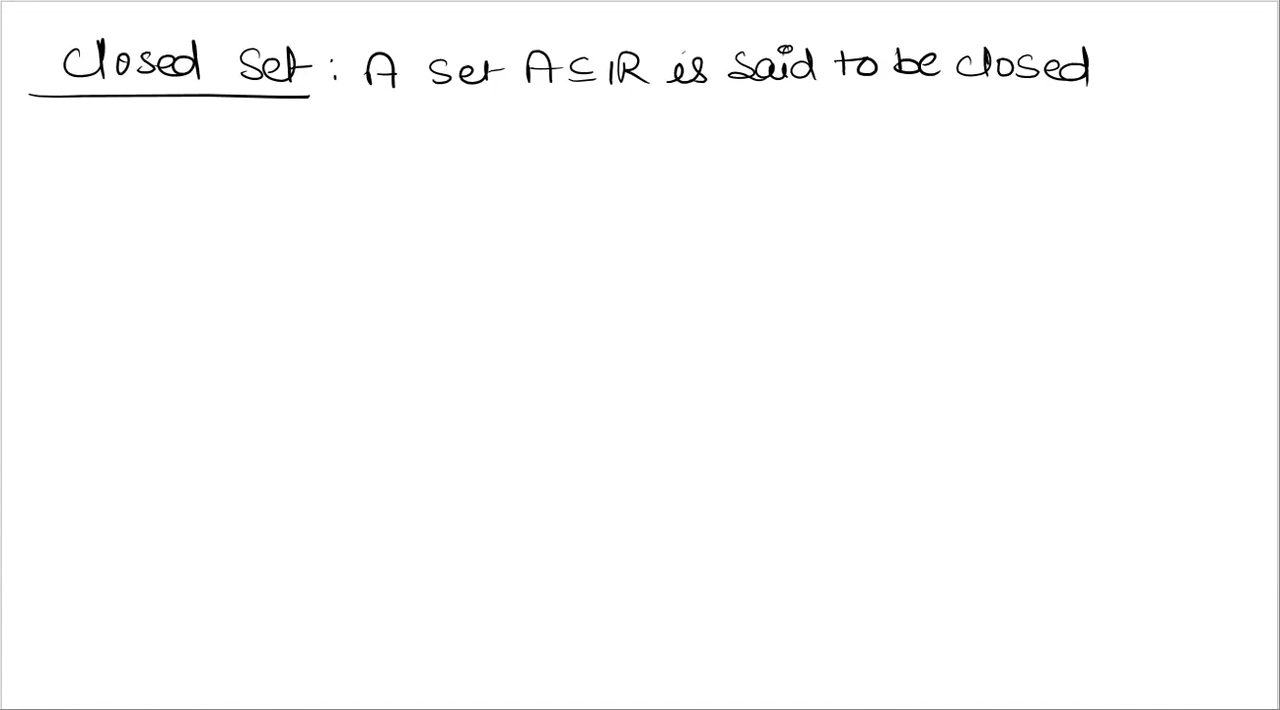 Closed Set : A set A ⊆ ℝ is said to be closed